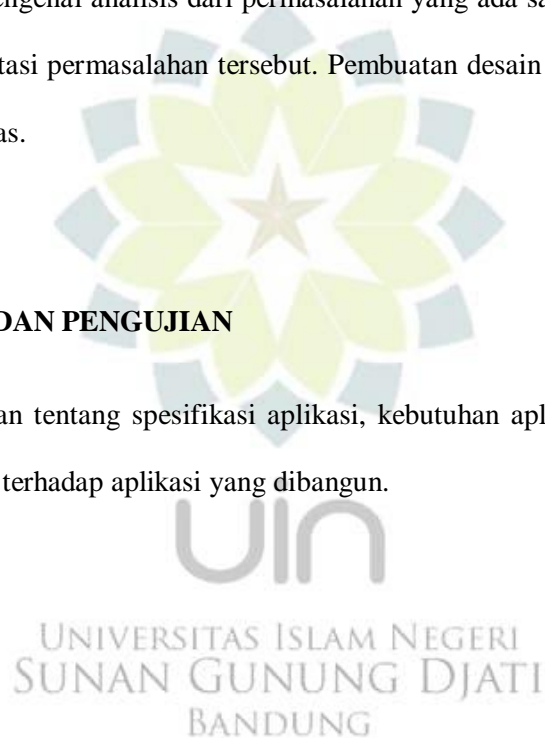 mengenai analisis dari permasalahan yang ada sa
tasi permasalahan tersebut. Pembuatan desain
as.
DAN PENGUJIAN
an tentang spesifikasi aplikasi, kebutuhan apl
terhadap aplikasi yang dibangun.
uin
UNIVERSITAS ISLAM NEGERI
SUNAN GUNUNG DJATI
BANDUNG